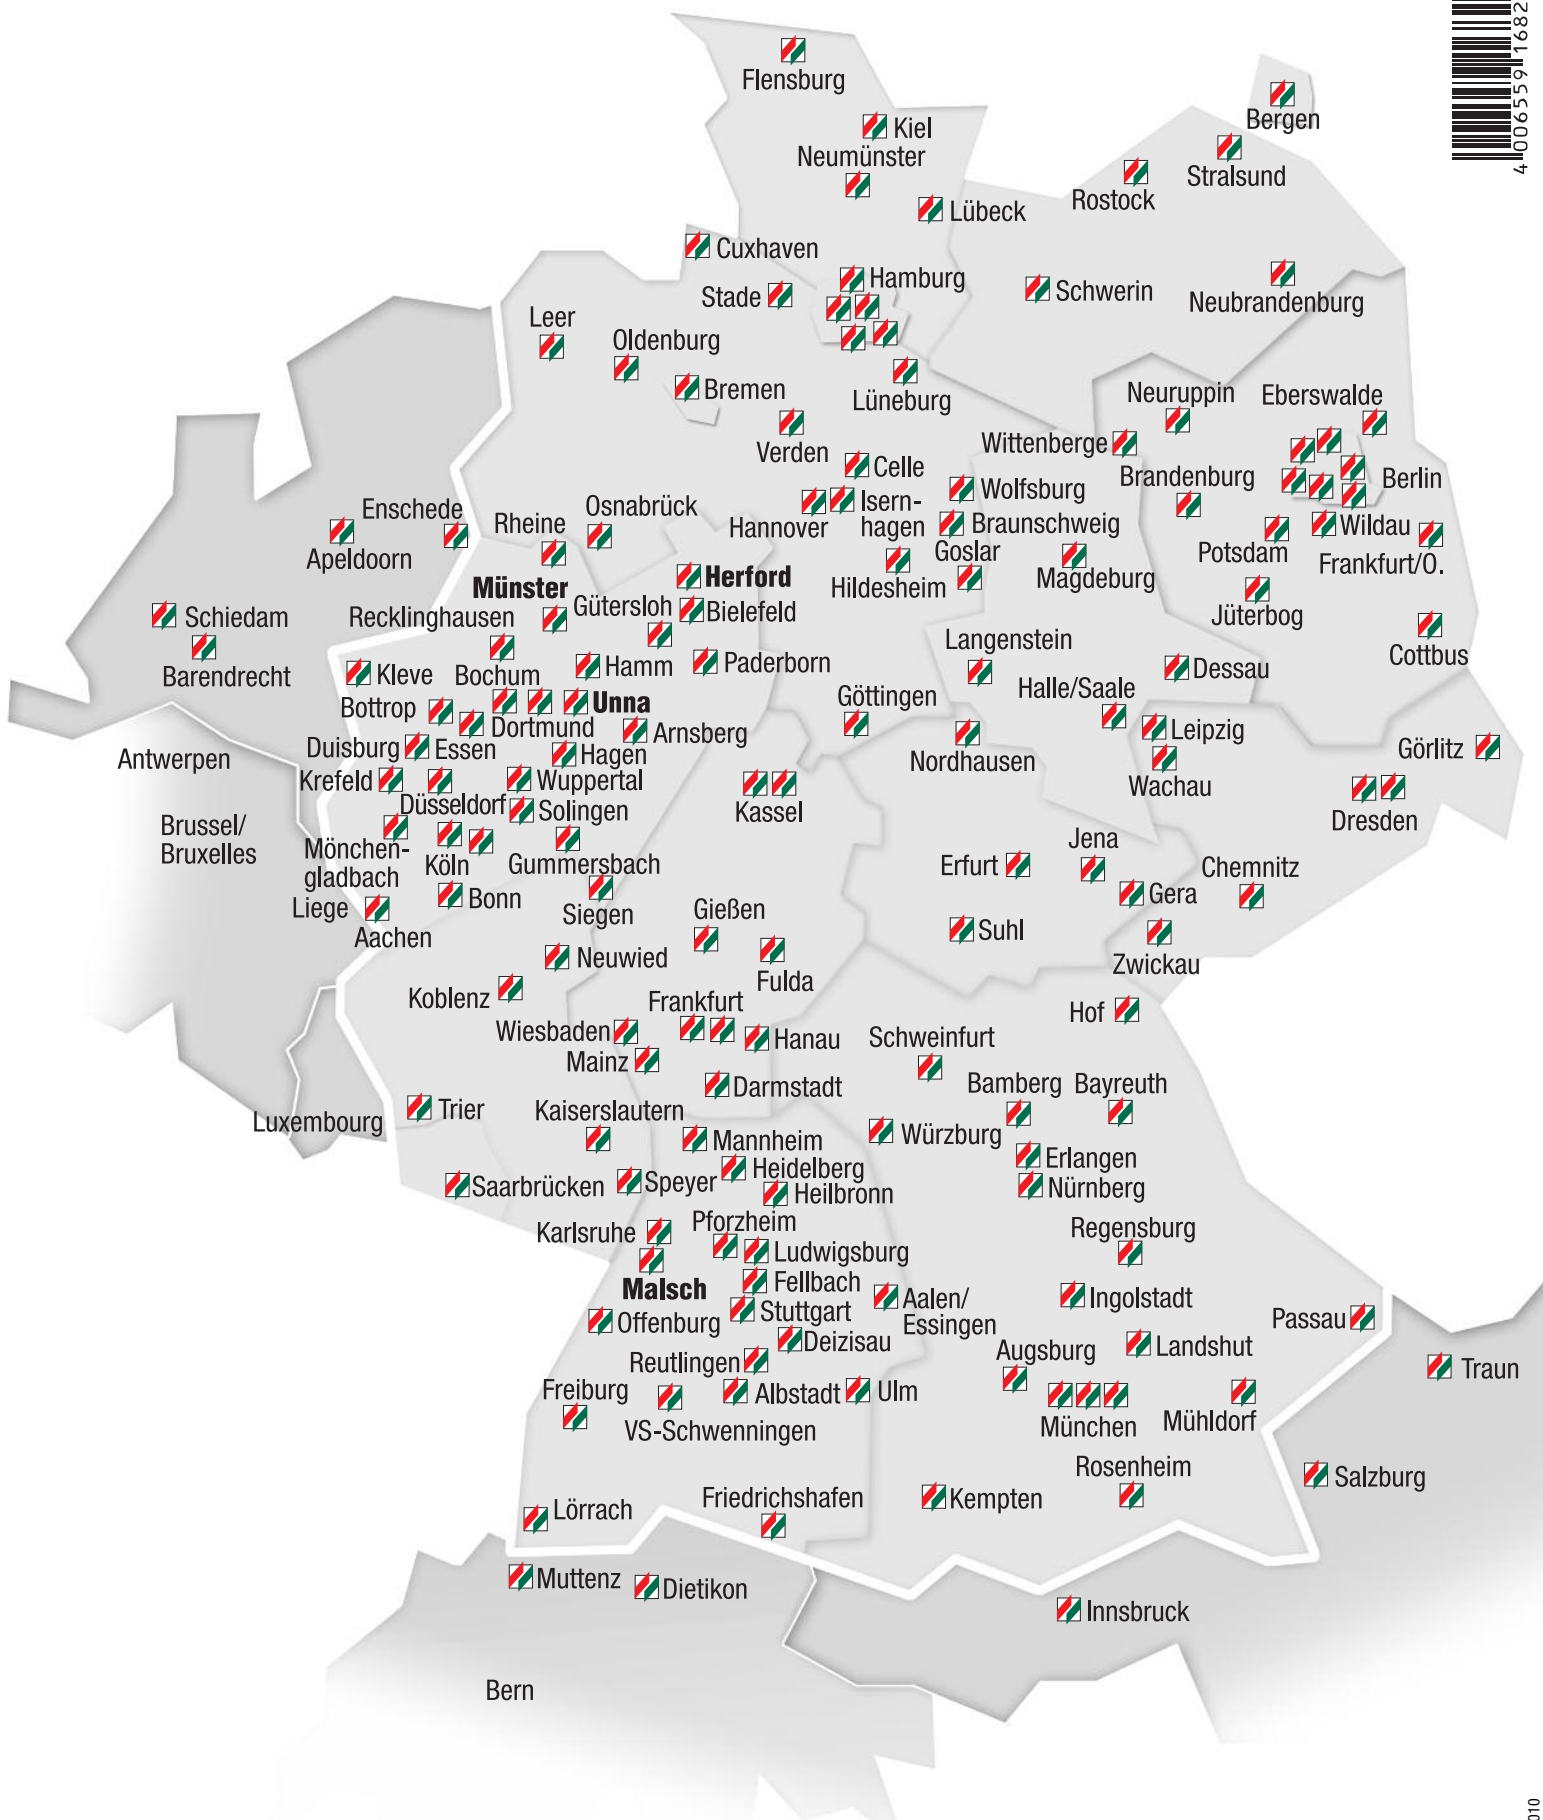 4 006559 1682
Flensburg
Bergen
Kiel
Neumünster
Stralsund
Rostock
Lübeck
Cuxhaven
Hamburg
Stade
Schwerin
Neubrandenburg
Leer
Oldenburg
Bremen
Lüneburg
Neuruppin
Eberswalde
Verden
Wittenberge
Celle
Brandenburg
Berlin
Wolfsburg
Isern-
hagen
Hannover
Osnabrück
Rheine
Enschede
Apeldoorn
Braunschweig
Goslar
Hildesheim
Magdeburg
Potsdam
Wildau
Frankfurt/O.
Jüterbog
Herford
Münster
Gütersloh
Bielefeld
Recklinghausen
Schiedam
Barendrecht
Kleve
Bochum
Hamm
Paderborn
Langenstein
Dessau
Cottbus
Göttingen
Halle/Saale
Bottrop
Unna
Dortmund
Arnsberg
Leipzig
Görlitz
Duisburg
Essen
Hagen
Nordhausen
Antwerpen
Krefeld
Wuppertal
Wachau
Düsseldorf
Solingen
Kassel
Dresden
Brussel/
Bruxelles
Mönchen-
gladbach
Köln
Gummersbach
Jena
Erfurt
Chemnitz
Gera
Bonn
Liege
Siegen
Gießen
Aachen
Suhl
Neuwied
Zwickau
Fulda
Koblenz
Frankfurt
Hof
Wiesbaden
Hanau
Schweinfurt
Mainz
Darmstadt
Bamberg
Bayreuth
Trier
Luxembourg
Kaiserslautern
Mannheim
Würzburg
Erlangen
Heidelberg
Saarbrücken
Speyer
Heilbronn
Nürnberg
Pforzheim
Karlsruhe
Regensburg
Ludwigsburg
Malsch
Fellbach
Aalen/
Essingen
Ingolstadt
Stuttgart
Offenburg
Passau
Deizisau
Landshut
Augsburg
Reutlingen
Traun
Freiburg
Albstadt
Ulm
VS-Schwenningen
München
Mühldorf
Rosenheim
Salzburg
Friedrichshafen
Kempten
Lörrach
Muttenz
Dietikon
Innsbruck
Bern
010